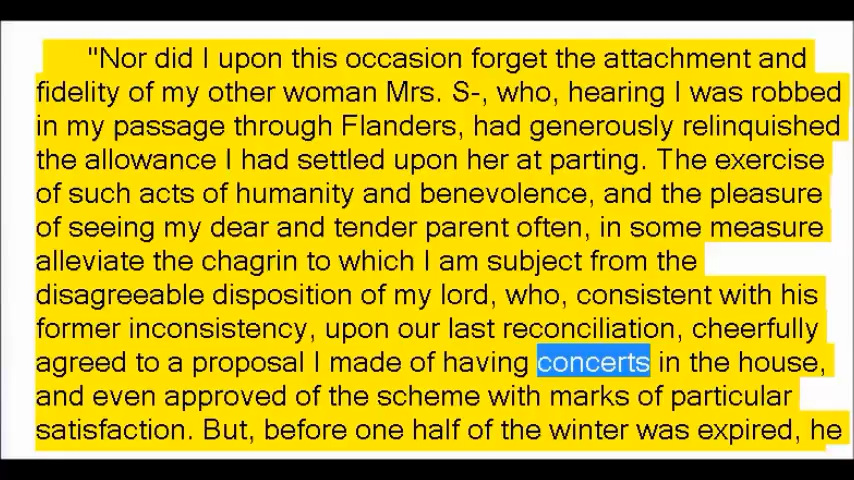 "Nor did I upon this occasion forget the attachment and
fidelity of my other woman Mrs. S-, who, hearing I was robbed
in my passage through Flanders, had generously relinquished
the allowance I had settled upon her at parting. The exercise
of such acts of humanity and benevolence, and the pleasure
of seeing my dear and tender parent often, in some measure
alleviate the chagrin to which I am subject from the
disagreeable disposition of my lord, who, consistent with his
former inconsistency, upon our last reconciliation, cheerfully
agreed to a proposal I made of having concerts in the house,
and even approved of the scheme with marks of particular
satisfaction. But, before one half of the winter was expired, he